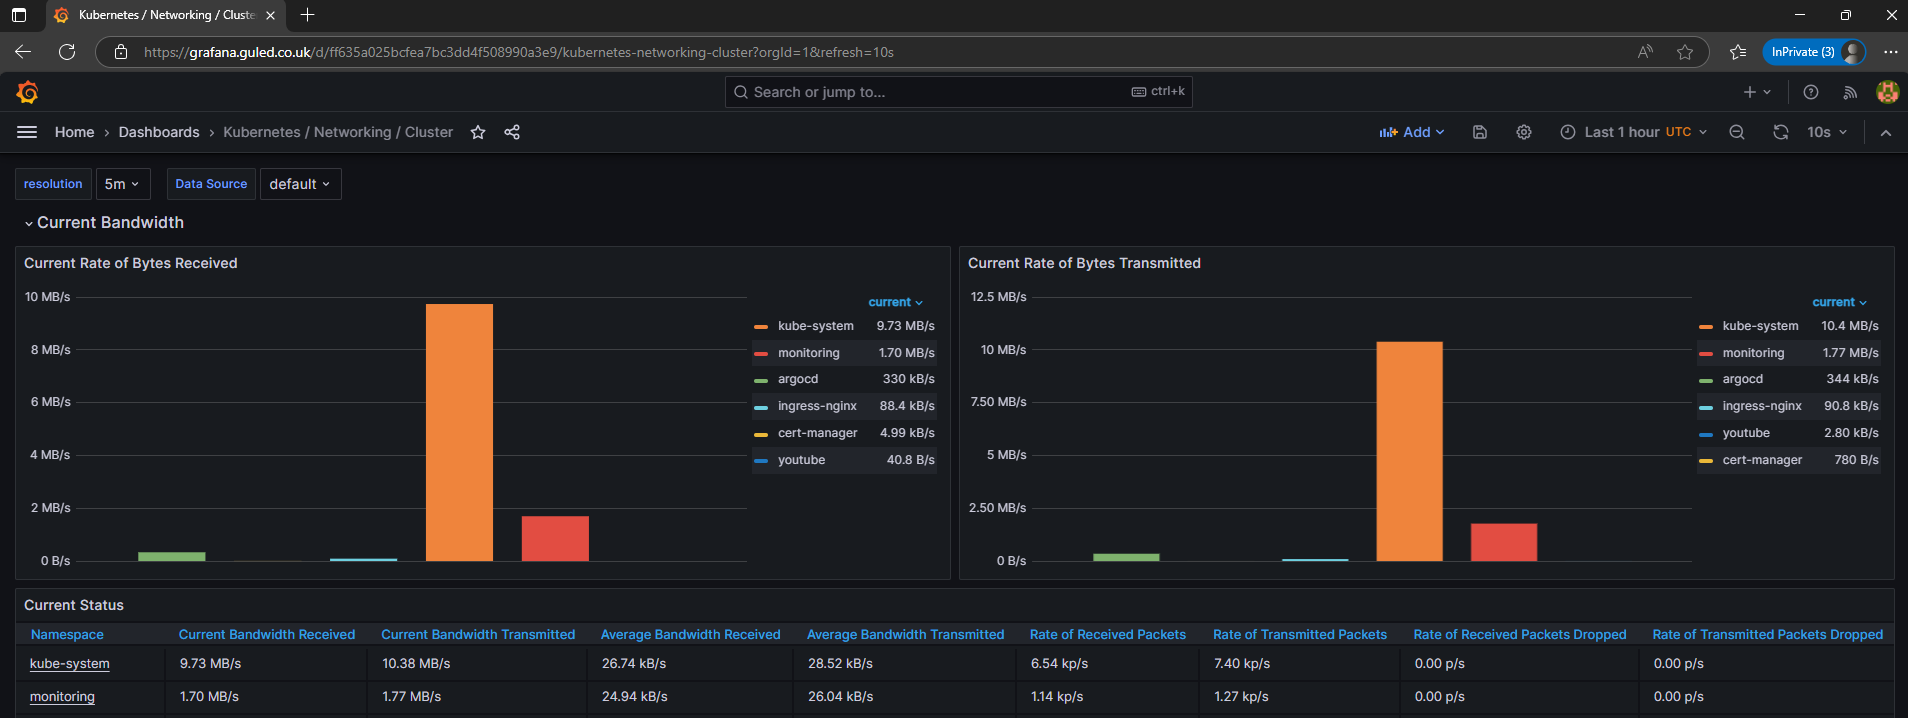 Kubernetes / Networking / Cluste
https://grafana.guled.co.uk/d/ff635a025bcfea7bc3dd4f508990a3e9/kubernetes-networking-cluster?orgId=1&refresh=10s
InPrivate (3)
Search or jump to...
ctrl+k
Home › Dashboards › Kubernetes / Networking / Cluster
Add
Last 1 hour UTC
10s
resolution 5m Data Source default
Current Bandwidth
Current Rate of Bytes Received
10 MB/s
8 MB/s
6 MB/s
4 MB/s
2 MB/s
0 B/s
current
kube-system 9.73 MB/s
monitoring 1.70 MB/s
argocd 330 kB/s
ingress-nginx 88.4 kB/s
cert-manager 4.99 kB/s
youtube 40.8 B/s
Current Rate of Bytes Transmitted
12.5 MB/s
10 MB/s
7.50 MB/s
5 MB/s
2.50 MB/s
0 B/s
current
kube-system 10.4 MB/s
monitoring 1.77 MB/s
argocd 344 kB/s
ingress-nginx 90.8 kB/s
youtube 2.80 kB/s
cert-manager 780 B/s
Current Status
Namespace Current Bandwidth Received Current Bandwidth Transmitted Average Bandwidth Received Average Bandwidth Transmitted Rate of Received Packets Rate of Transmitted Packets Rate of Received Packets Dropped Rate of Transmitted Packets Dropped
kube-system 9.73 MB/s 10.38 MB/s 26.74 kB/s 28.52 kB/s 6.54 kp/s 7.40 kp/s 0.00 p/s 0.00 p/s
monitoring 1.70 MB/s 1.77 MB/s 24.94 kB/s 26.04 kB/s 1.14 kp/s 1.27 kp/s 0.00 p/s 0.00 p/s